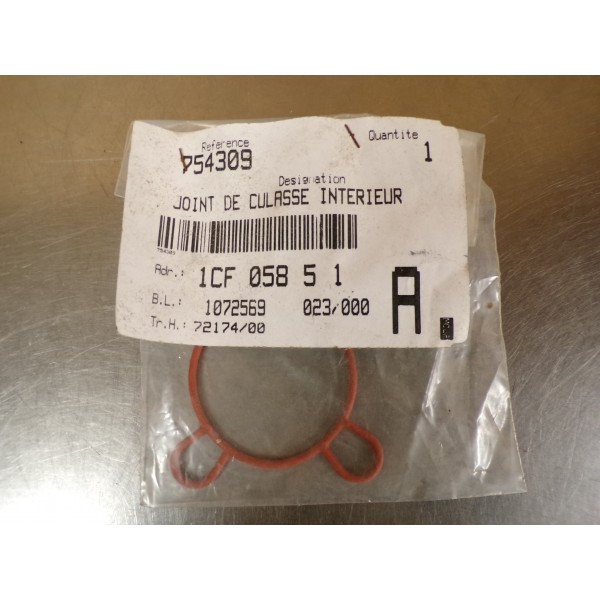 Reference Quantite
754309 1
Designation
JOINT DE CULASSE INTERIEUR
754309
Adr.: 1CF 058 5 1
B.L.: 1072569 023/000 A.
Tr.H.: 72174/00